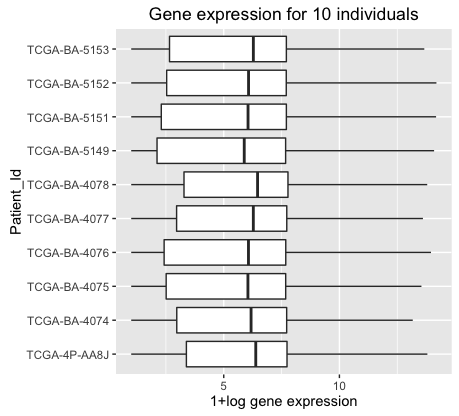 Gene expression for 10 individuals
Patient_Id
TCGA-BA-5153
TCGA-BA-5152
TCGA-BA-5151
TCGA-BA-5149
TCGA-BA-4078
TCGA-BA-4077
TCGA-BA-4076
TCGA-BA-4075
TCGA-BA-4074
TCGA-4P-AA8J
5 10
1+log gene expression